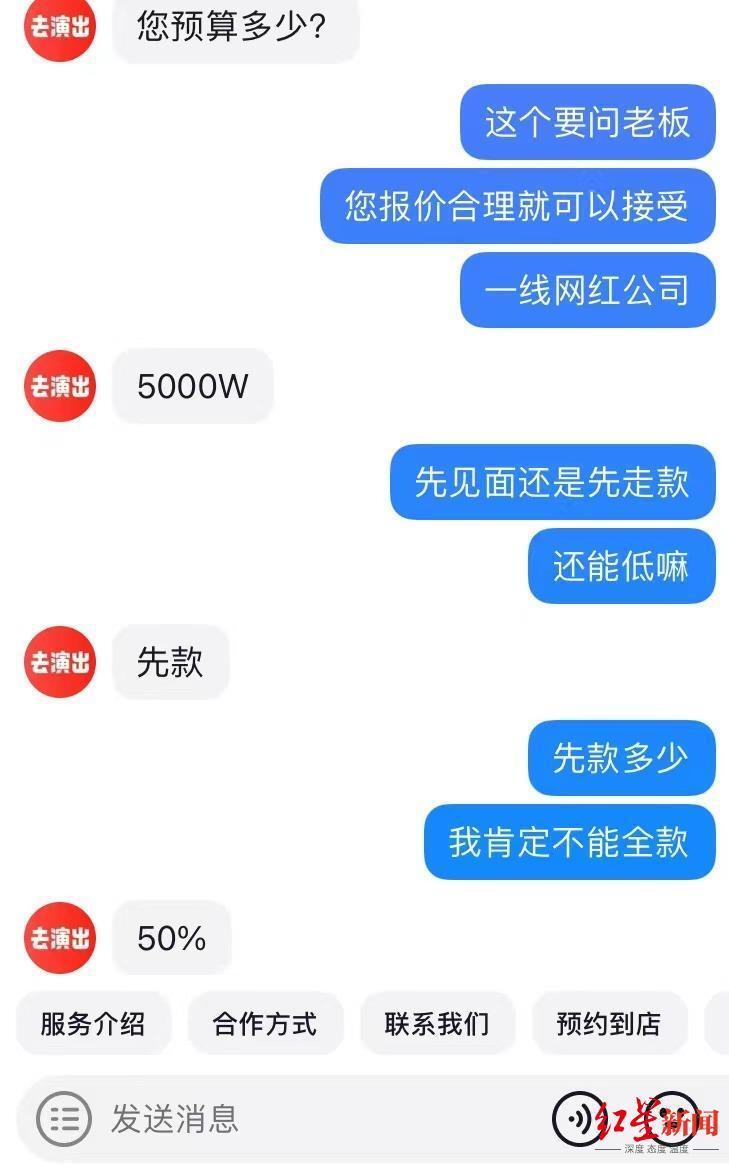 去演出
您预算多少？
这个要问老板
您报价合理就可以接受
一线网红公司
去演出
5000W
先见面还是先走款
还能低嘛
去演出
先款
先款多少
我肯定不能全款
去演出
50%
服务介绍
合作方式
联系我们
预约到店
发送消息
红星新闻
深度 态度 温度